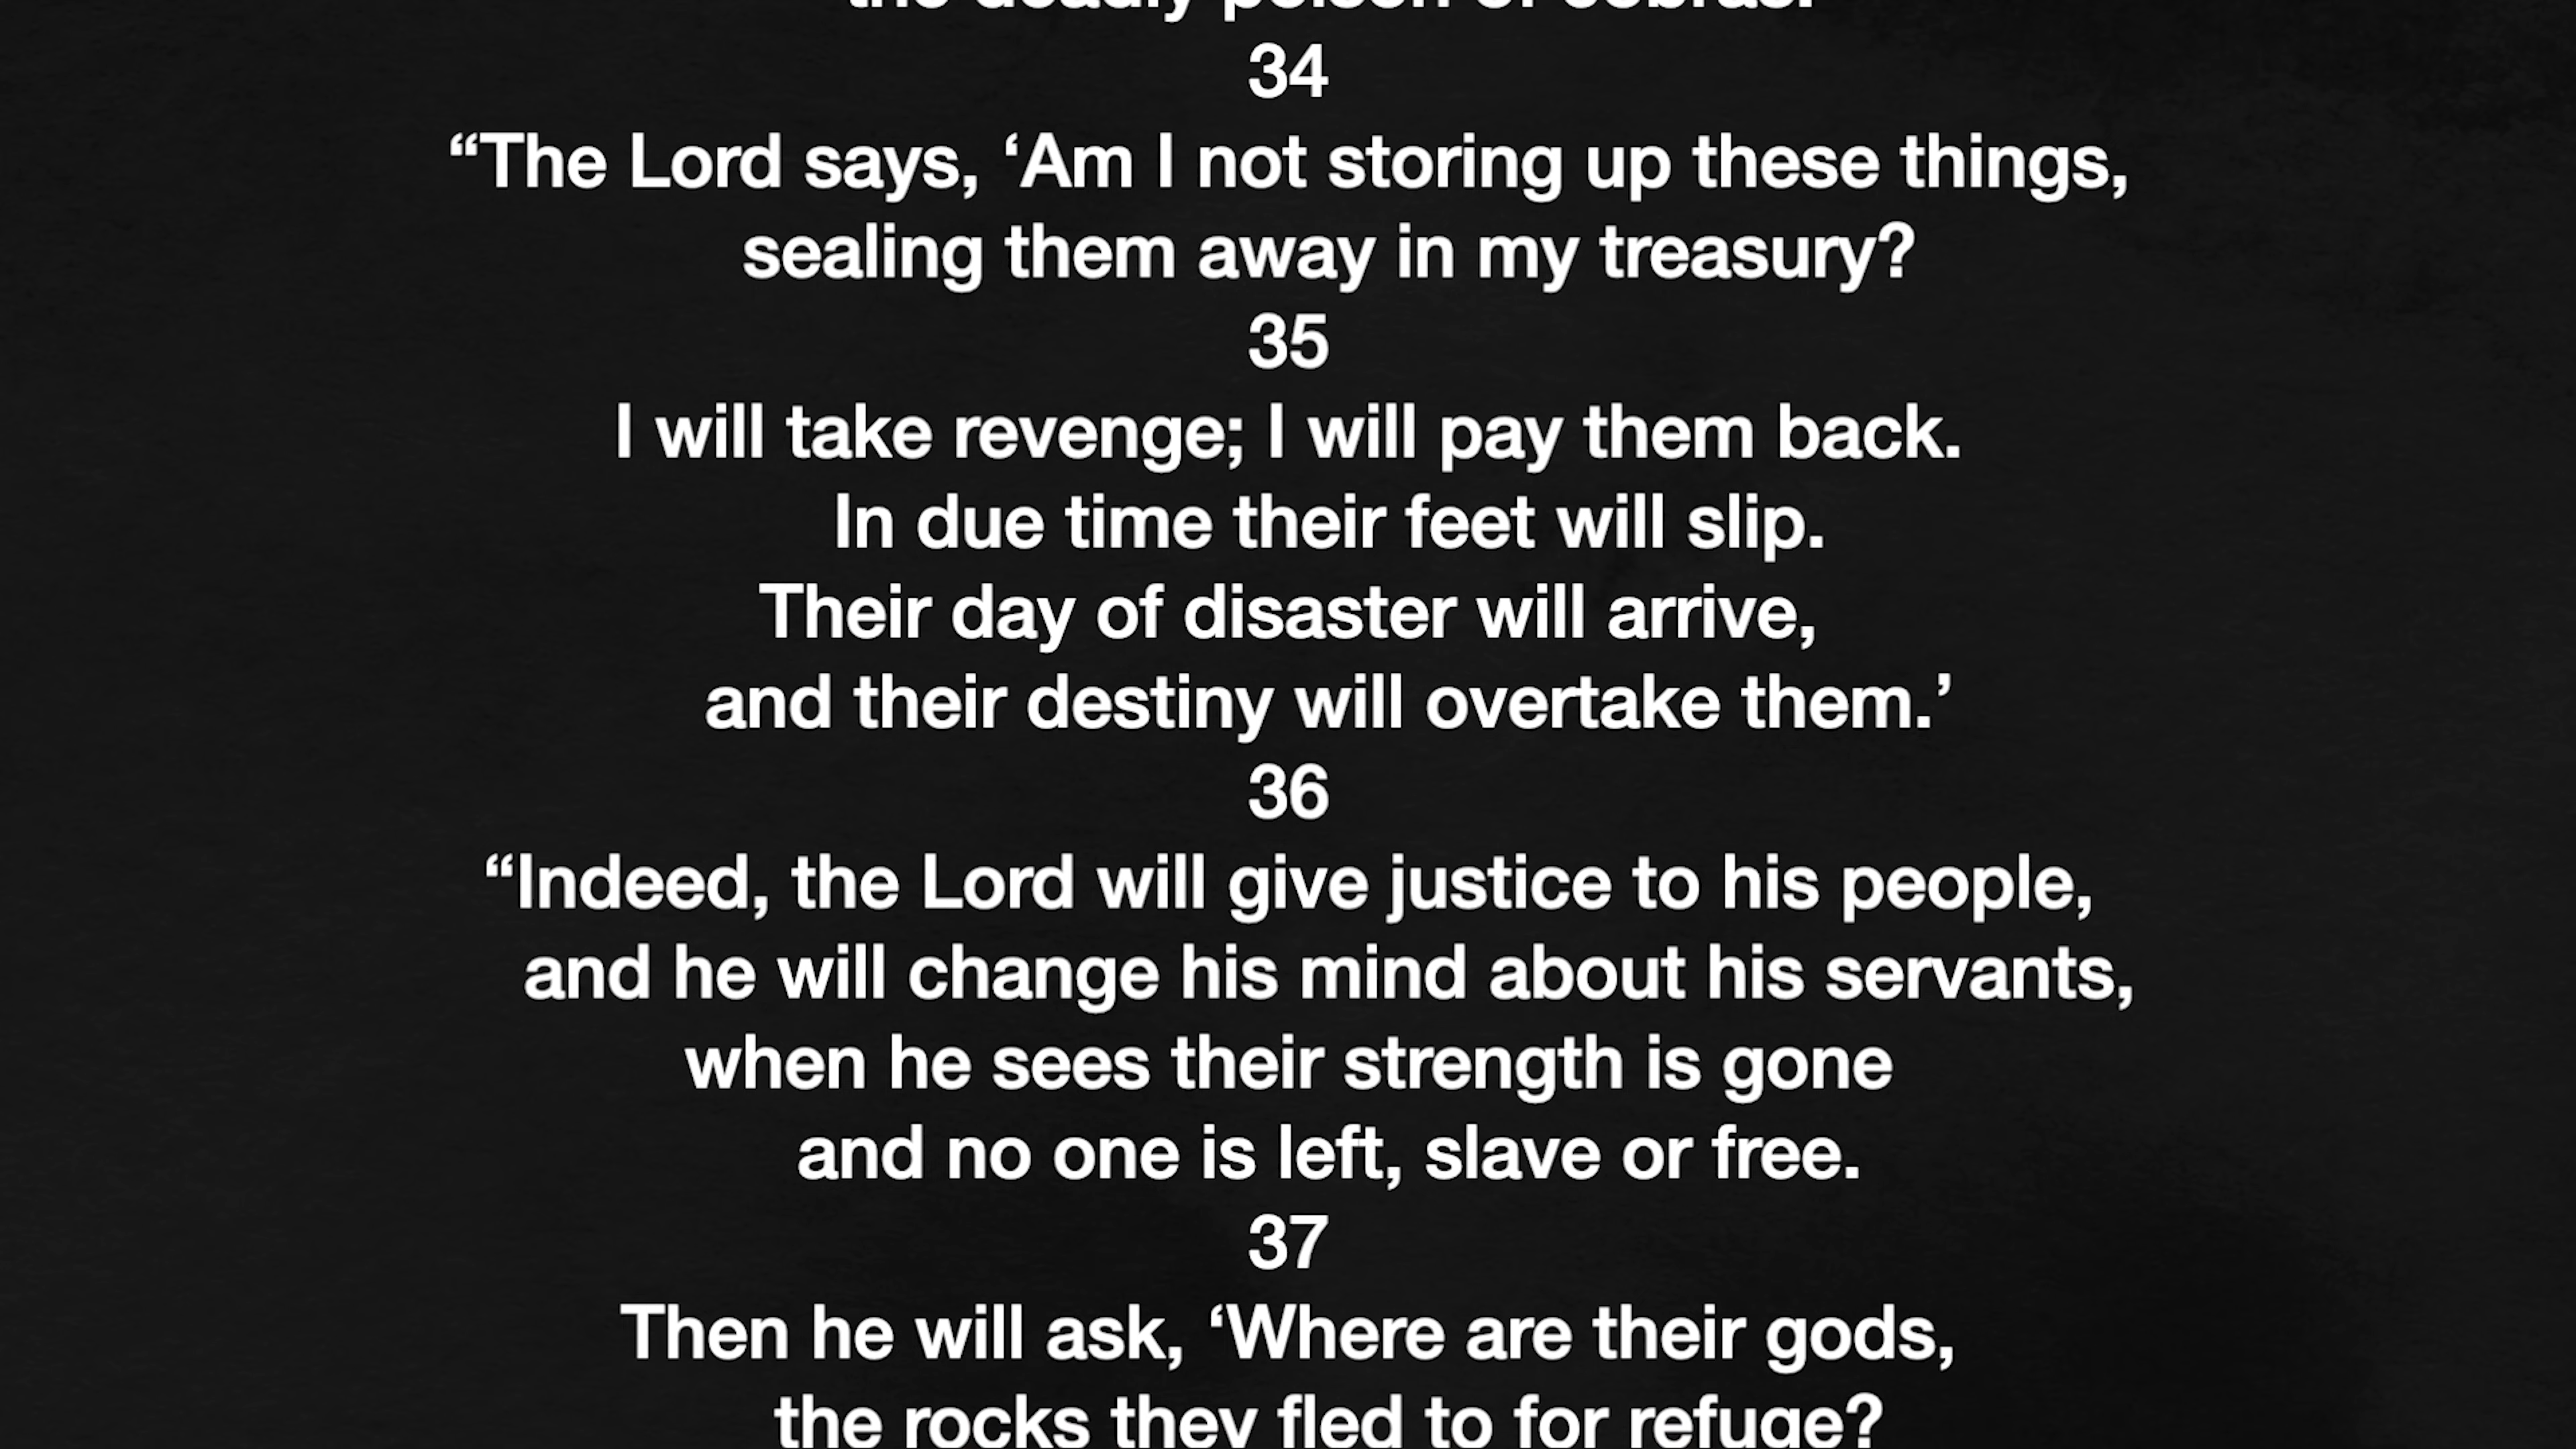 the deadly poison of cobras.
34
“The Lord says, ‘Am I not storing up these things,
sealing them away in my treasury?
35
I will take revenge; I will pay them back.
In due time their feet will slip.
Their day of disaster will arrive,
and their destiny will overtake them.’
36
“Indeed, the Lord will give justice to his people,
and he will change his mind about his servants,
when he sees their strength is gone
and no one is left, slave or free.
37
Then he will ask, ‘Where are their gods,
the rocks they fled to for refuge?